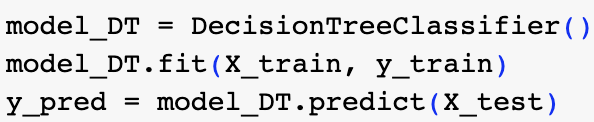 model_DT = DecisionTreeClassifier()
model_DT.fit(X_train, y_train)
y_pred = model_DT.predict(X_test)